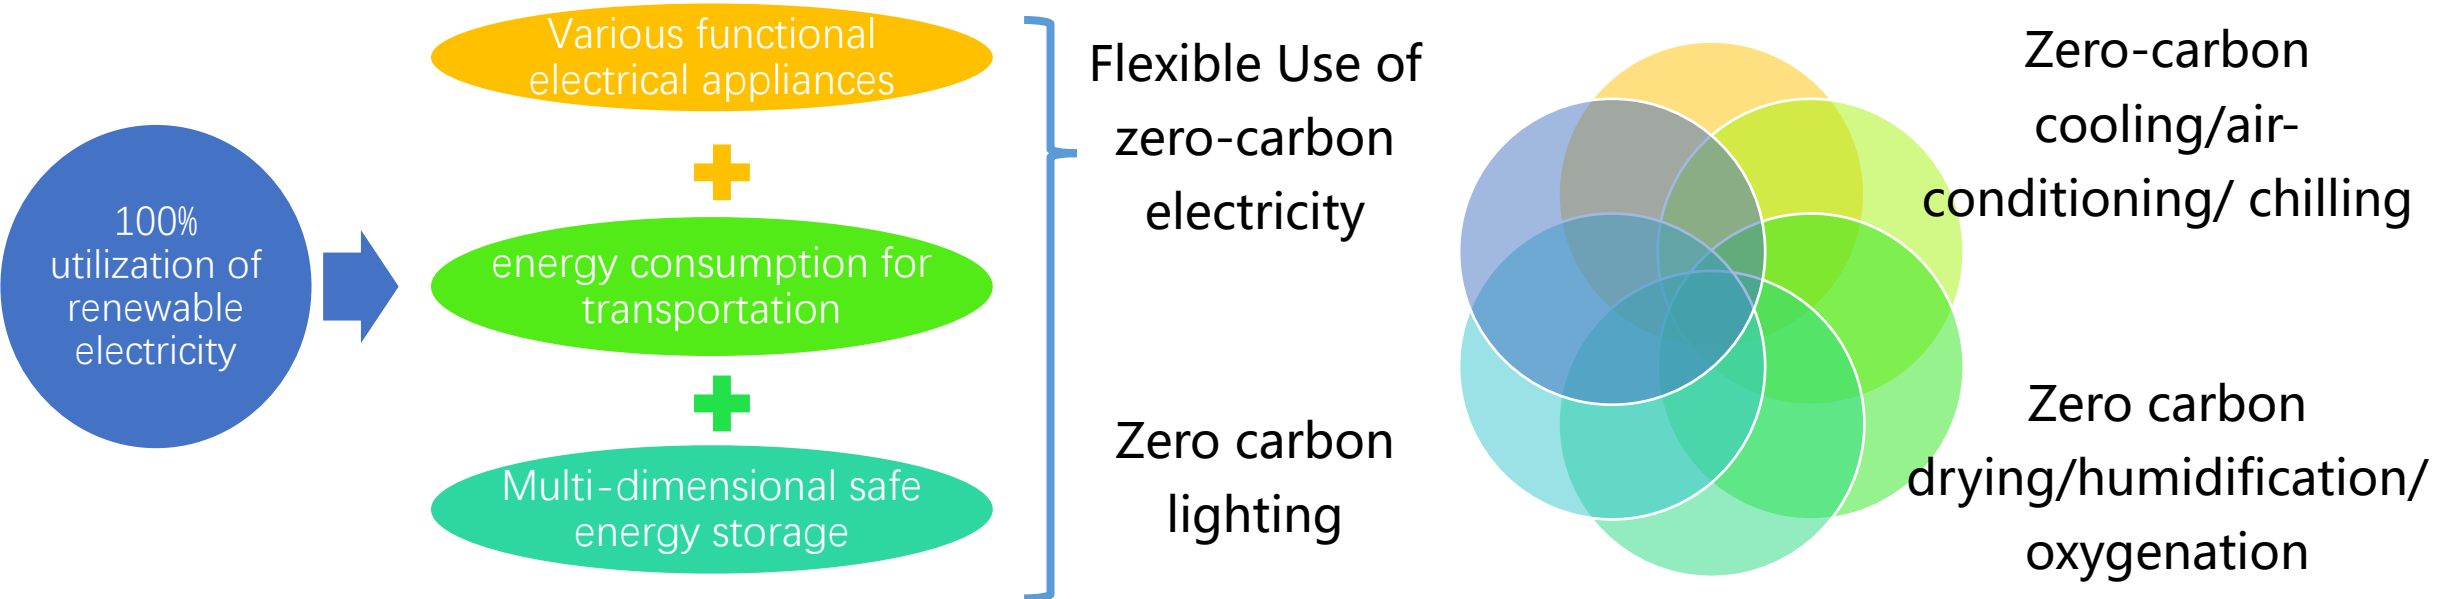 100%
utilization of
renewable
electricity
Various functional
electrical appliances
energy consumption for
transportation
Multi-dimensional safe
energy storage
Flexible Use of
zero-carbon
electricity
Zero carbon
lighting
Zero-carbon
cooling/air-
conditioning/ chilling
Zero carbon
drying/humidification/
oxygenation